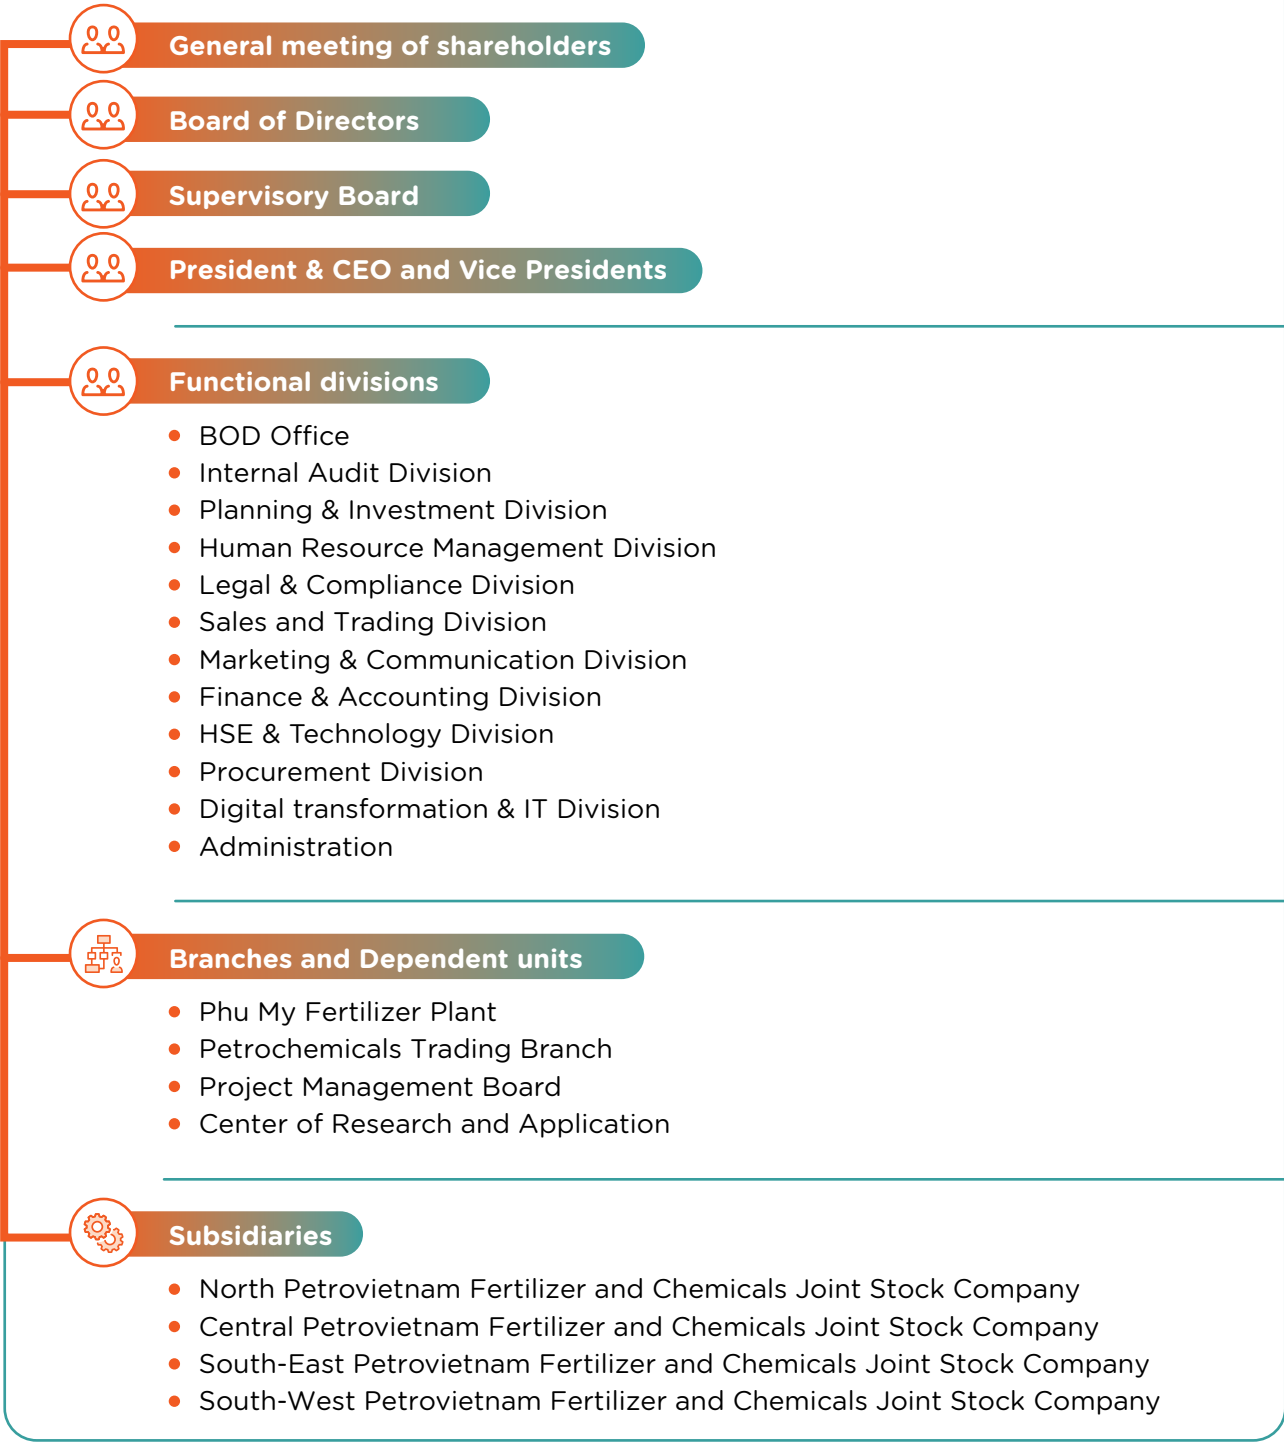 General meeting of shareholders
Board of Directors
Supervisory Board
President & CEO and Vice Presidents
Functional divisions
BOD Office
Internal Audit Division
Planning & Investment Division
Human Resource Management Division
Legal & Compliance Division
Sales and Trading Division
Marketing & Communication Division
Finance & Accounting Division
HSE & Technology Division
Procurement Division
Digital transformation & IT Division
Administration
Branches and Dependent units
Phu My Fertilizer Plant
Petrochemicals Trading Branch
Project Management Board
Center of Research and Application
Subsidiaries
North Petrovietnam Fertilizer and Chemicals Joint Stock Company
Central Petrovietnam Fertilizer and Chemicals Joint Stock Company
South-East Petrovietnam Fertilizer and Chemicals Joint Stock Company
South-West Petrovietnam Fertilizer and Chemicals Joint Stock Company